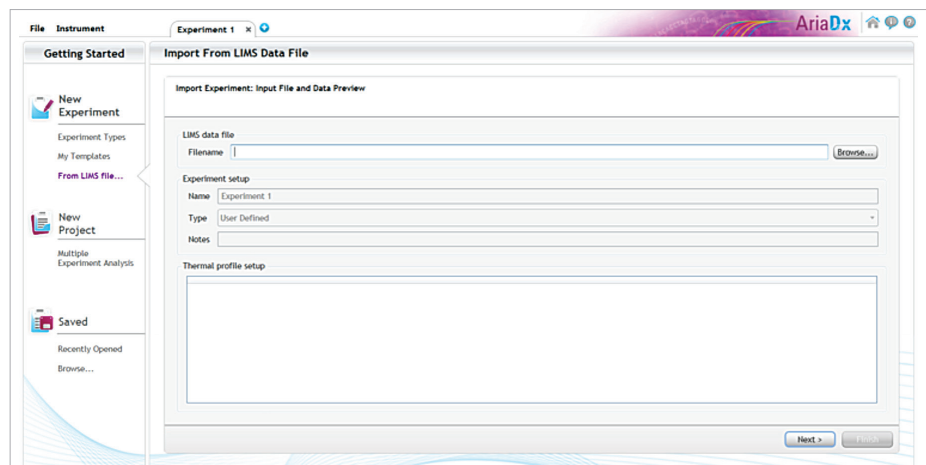 File Instrument
Experiment 1 x
AriaDx
Getting Started
New
Experiment
Experiment Types
My Templates
From LIMS file...
New
Project
Multiple
Experiment Analysis
Saved
Recently Opened
Browse...
Import From LIMS Data File
Import Experiment: Input File and Data Preview
LIMS data file
Filename
Browse...
Experiment setup
Name Experiment 1
Type User Defined
Notes
Thermal profile setup
Next >
Finish